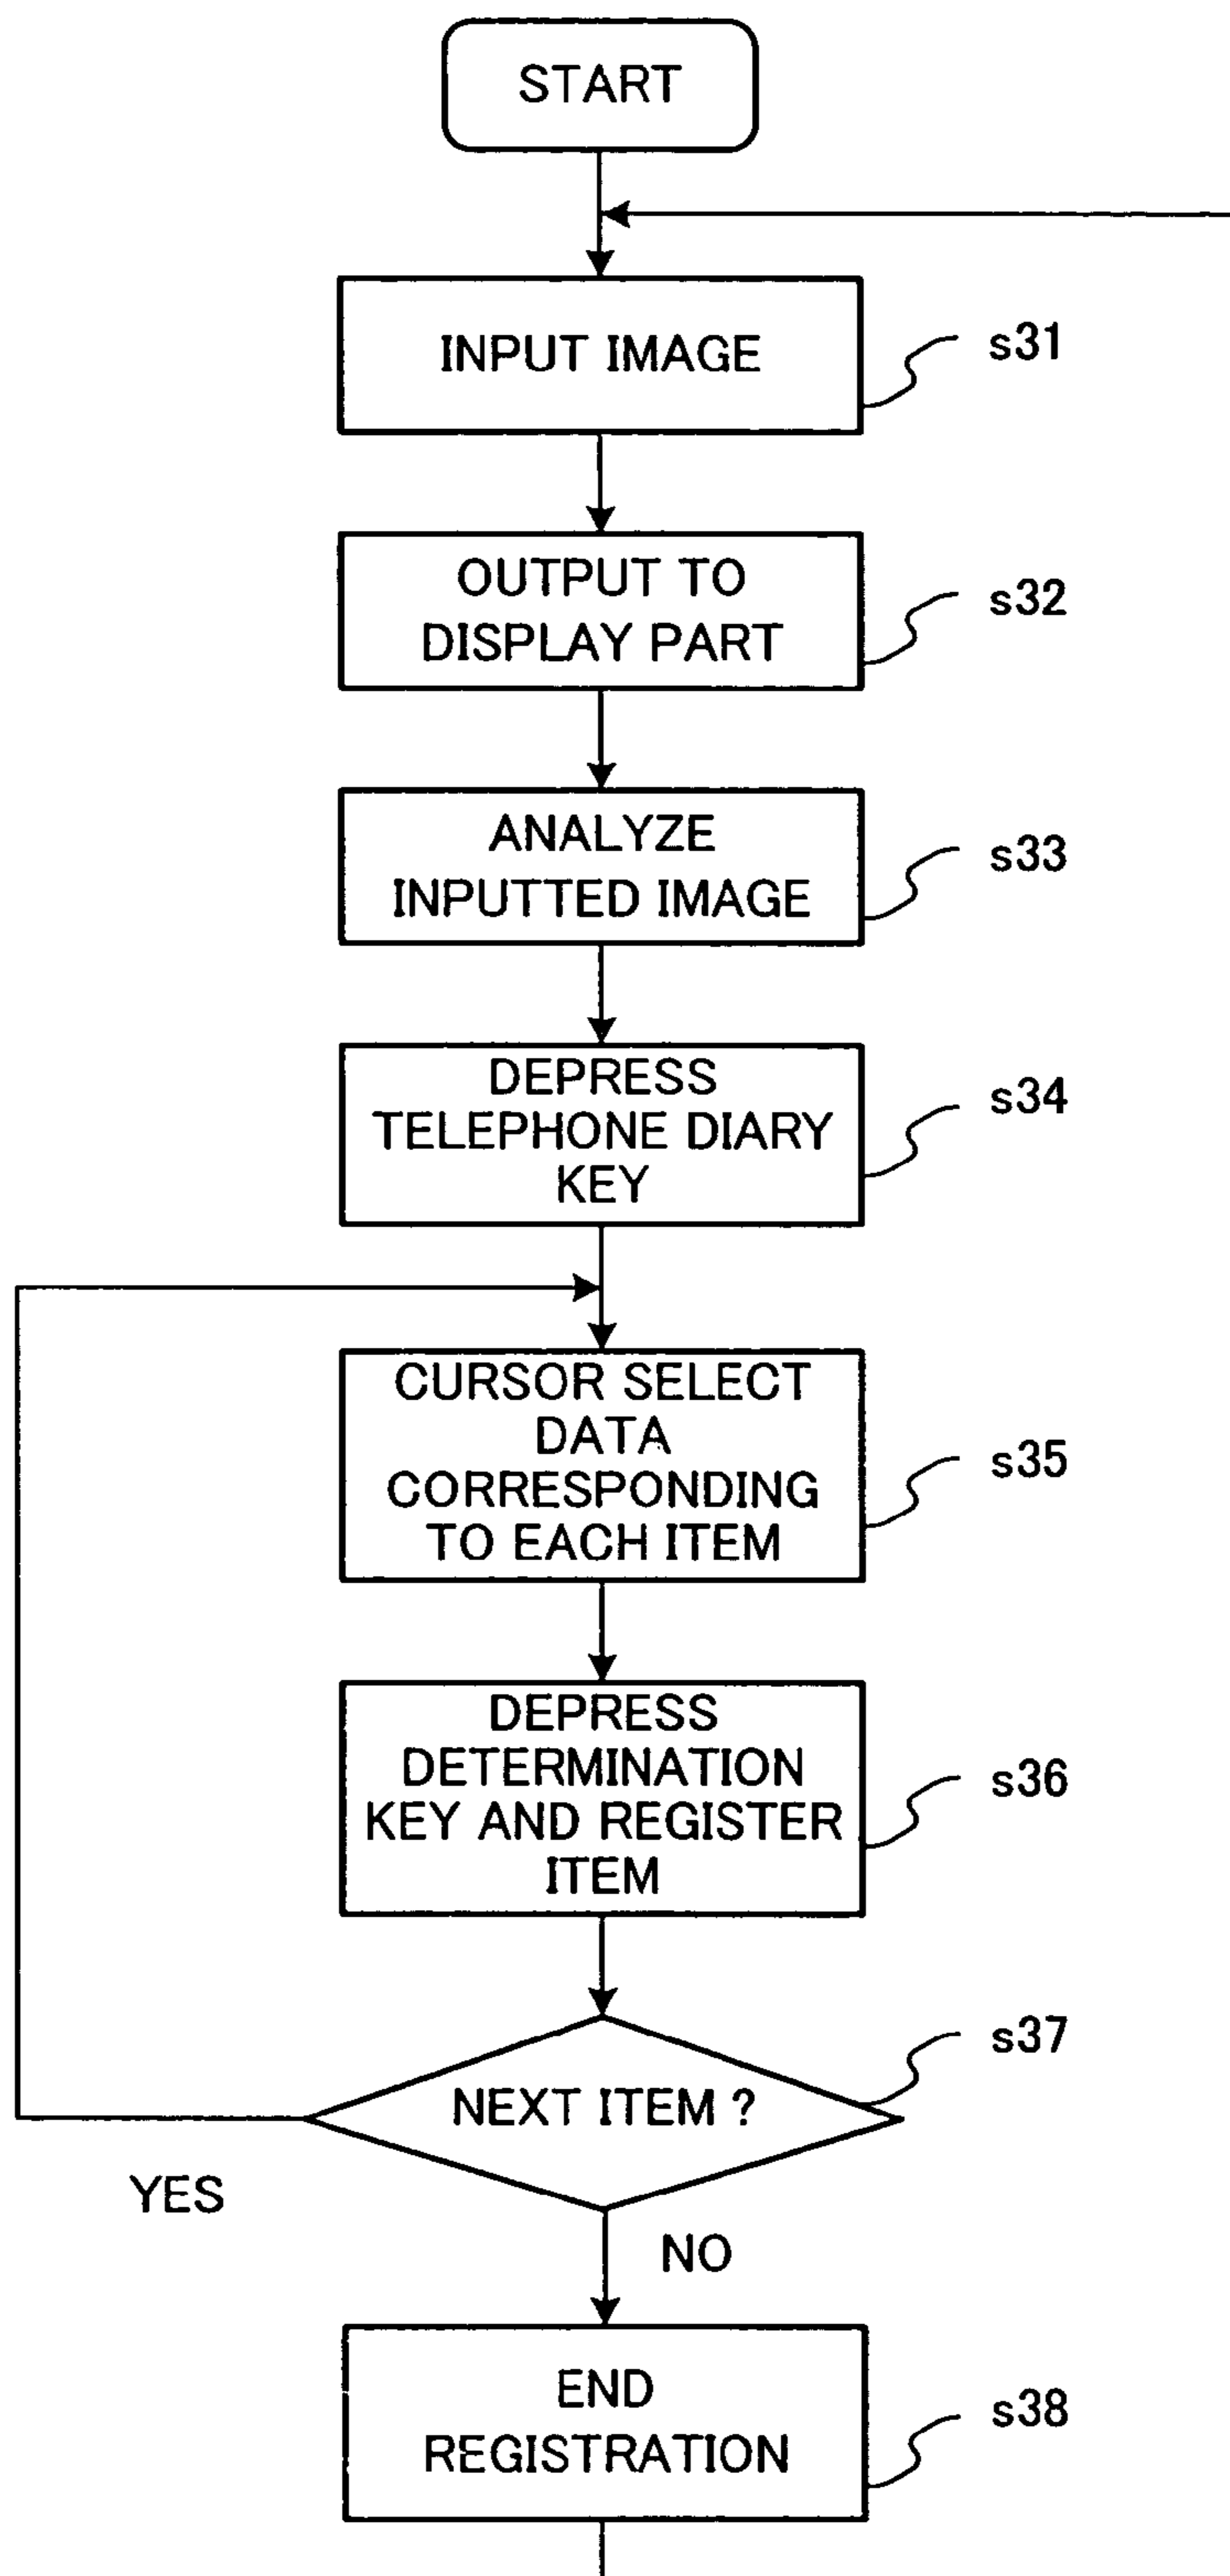 START
INPUT IMAGE
s31
OUTPUT TO
DISPLAY PART
s32
ANALYZE
INPUTTED IMAGE
s33
DEPRESS
TELEPHONE DIARY
KEY
s34
CURSOR SELECT
DATA
CORRESPONDING
TO EACH ITEM
s35
DEPRESS
DETERMINATION
KEY AND REGISTER
ITEM
s36
NEXT ITEM ?
s37
YES
NO
END
REGISTRATION
s38